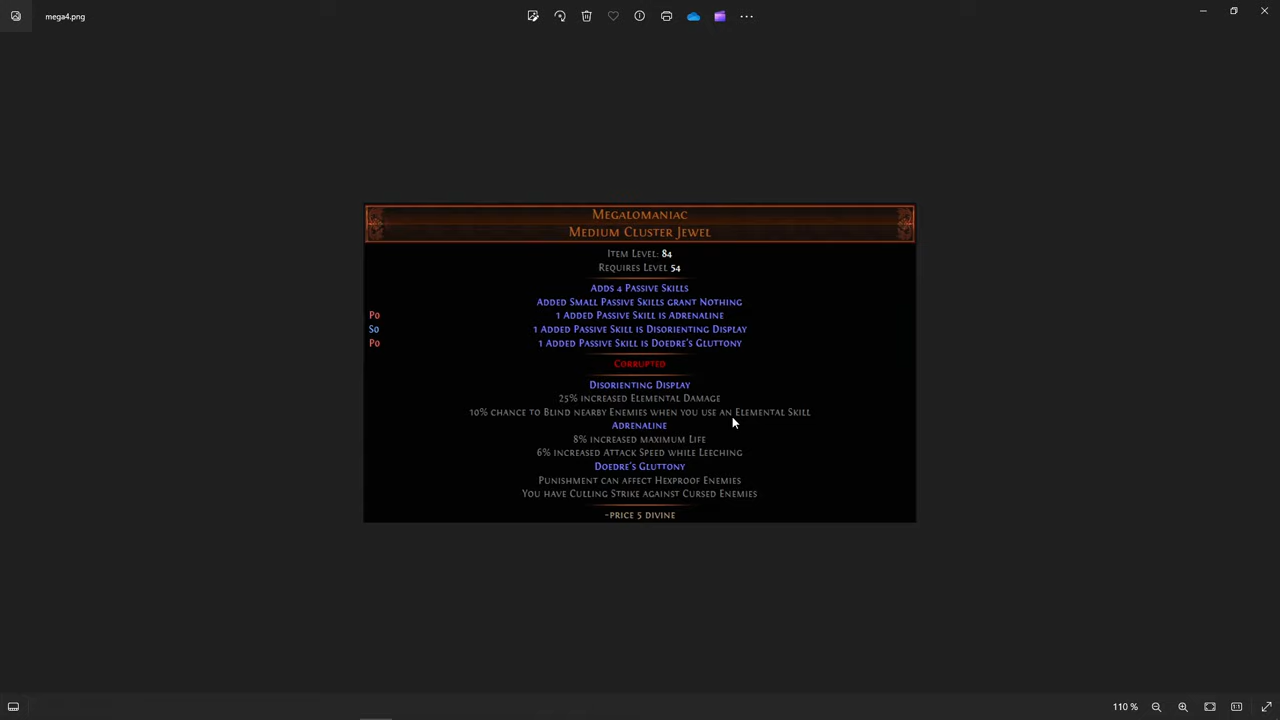 mega4.png
Megalomaniac
Medium Cluster Jewel
Item Level: 84
Requires Level 54
Adds 4 Passive Skills
Added Small Passive Skills grant Nothing
Po 1 Added Passive Skill is Adrenaline
So 1 Added Passive Skill is Disorienting Display
Po 1 Added Passive Skill is Doedre's Gluttony
Corrupted
Disorienting Display
25% increased Elemental Damage
10% chance to Blind nearby Enemies when you use an Elemental Skill
Adrenaline
8% increased maximum Life
6% increased Attack Speed while Leeching
Doedre's Gluttony
Punishment can affect Hexproof Enemies
You have Culling Strike against Cursed Enemies
~price 5 divine
110 %